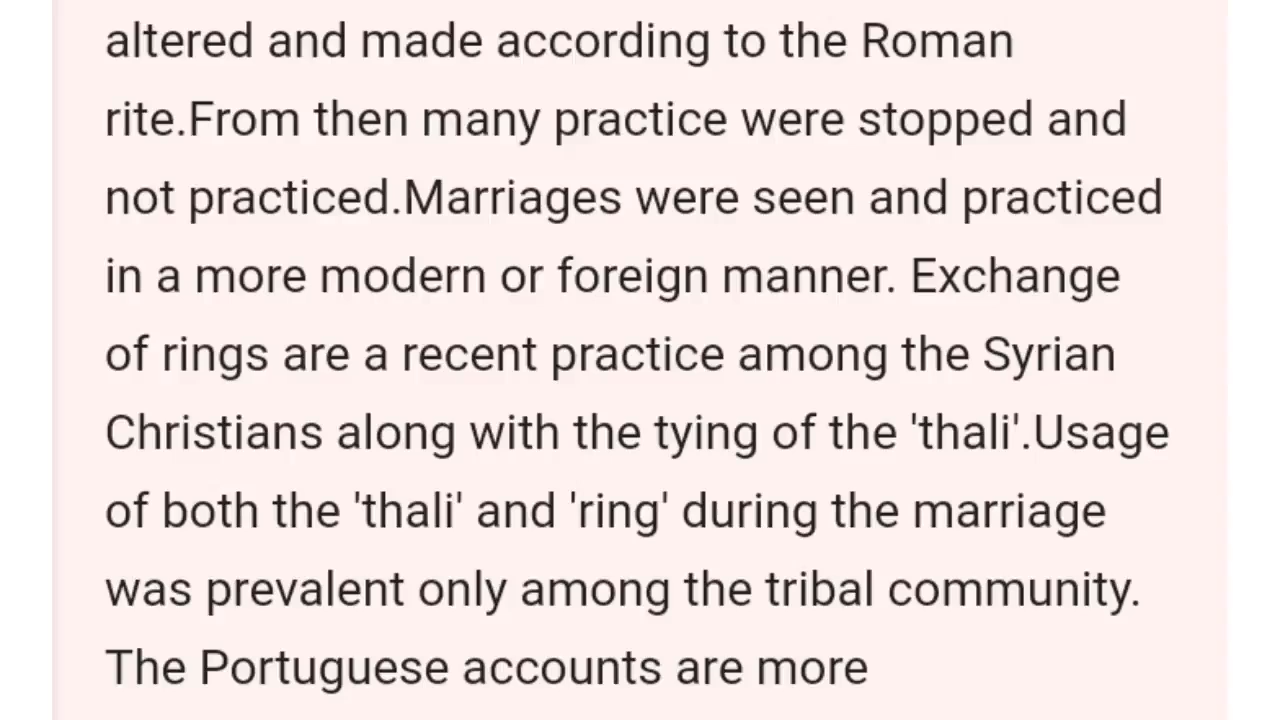 altered and made according to the Roman
rite.From then many practice were stopped and
not practiced.Marriages were seen and practiced
in a more modern or foreign manner. Exchange
of rings are a recent practice among the Syrian
Christians along with the tying of the 'thali'.Usage
of both the 'thali' and 'ring' during the marriage
was prevalent only among the tribal community.
The Portuguese accounts are more